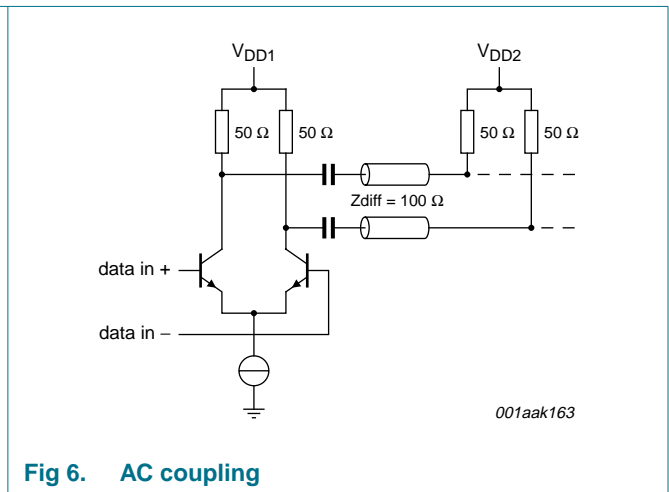 VDD1
VDD2
50 Ω
50 Ω
50 Ω
50 Ω
Zdiff = 100 Ω
data in +
data in −
001aak163
Fig 6. AC coupling